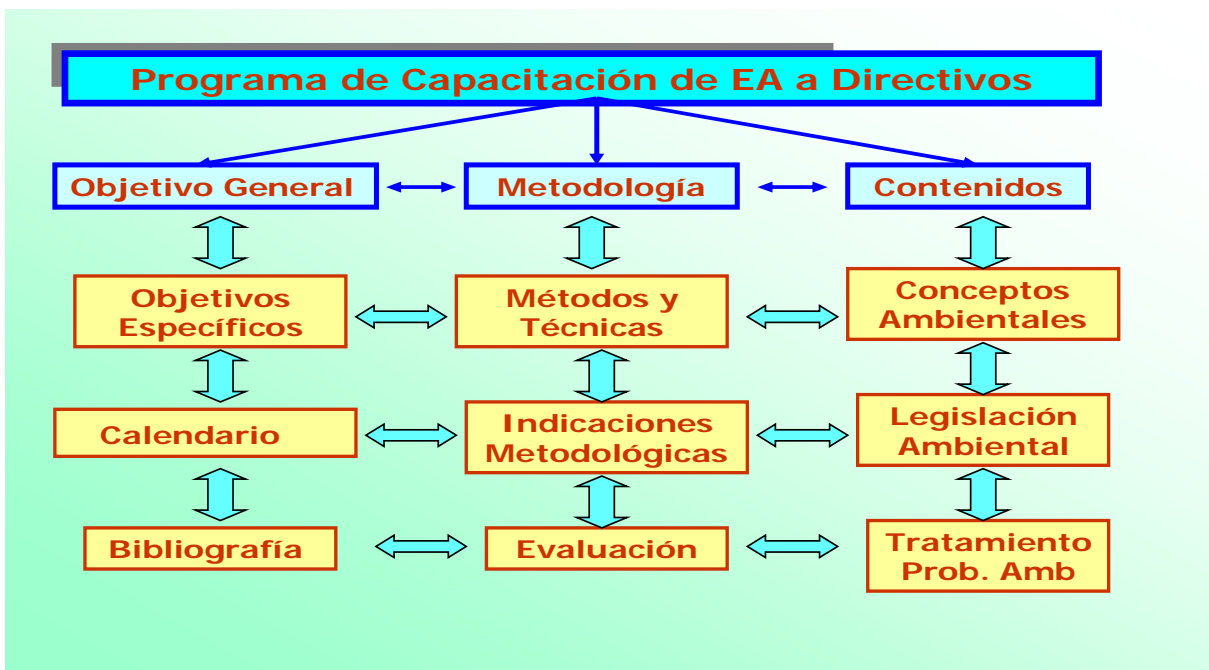 Programa de Capacitación de EA a Directivos
Objetivo General
Metodología
Contenidos
Objetivos
Específicos
Métodos y
Técnicas
Conceptos
Ambientales
Calendario
Indicaciones
Metodológicas
Legislación
Ambiental
Bibliografía
Evaluación
Tratamiento
Prob. Amb